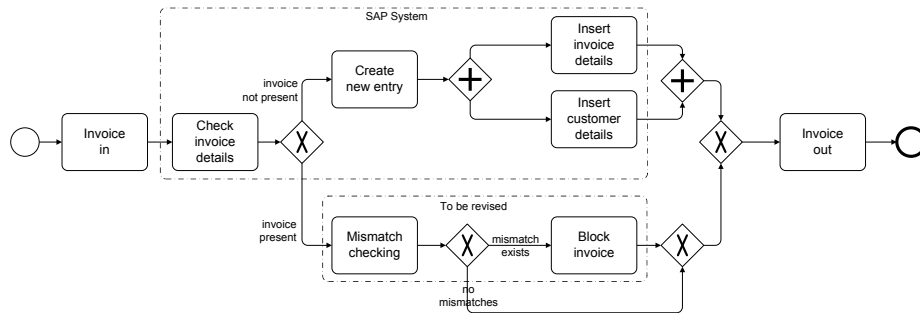 SAP System
Insert
invoice
details
Create
new entry
invoice
not present
Insert
customer
details
Invoice
in
Check
invoice
details
Invoice
out
To be revised
invoice
present
Mismatch
checking
mismatch
exists
Block
invoice
no
mismatches